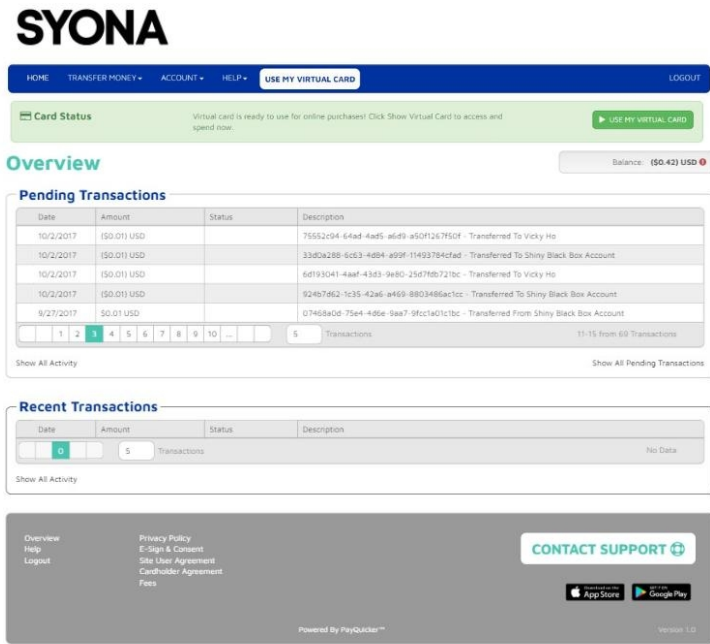 SYONA
HOME TRANSFER MONEY ACCOUNT HELP USE MY VIRTUAL CARD LOGOUT
Card Status
Virtual card is ready to use for online purchases! Click Show Virtual Card to access and
spend now.
USE MY VIRTUAL CARD
Overview
Balance: ($0.42) USD
Pending Transactions
Date Amount Status Description
10/2/2017 ($0.01) USD 75552c94-64ad-4ad5-a6d9-a50f1267f50f - Transferred To Vicky Ho
10/2/2017 ($0.01) USD 33d0a288-6c63-4d84-a99f-11493784cfad - Transferred To Shiny Black Box Account
10/2/2017 ($0.01) USD 6d193041-4aaf-43d3-9e80-25d7fdb721bc - Transferred To Vicky Ho
10/2/2017 ($0.01) USD 924b7d62-1c35-42a6-a469-8803486ac1cc - Transferred To Shiny Black Box Account
9/27/2017 $0.01 USD 07468a0d-75e4-4d6e-9aa7-9fcc1a01c1bc - Transferred From Shiny Black Box Account
1 2 3 4 5 6 7 8 9 10 ... 5 Transactions 11-15 from 69 Transactions
Show All Activity Show All Pending Transactions
Recent Transactions
Date Amount Status Description
0 5 Transactions No Data
Show All Activity
Overview
Help
Logout
Privacy Policy
E-Sign & Consent
Site User Agreement
Cardholder Agreement
Fees
CONTACT SUPPORT
Download on the
App Store
GET IT ON
Google Play
Powered By PayQuicker™
Version 1.0